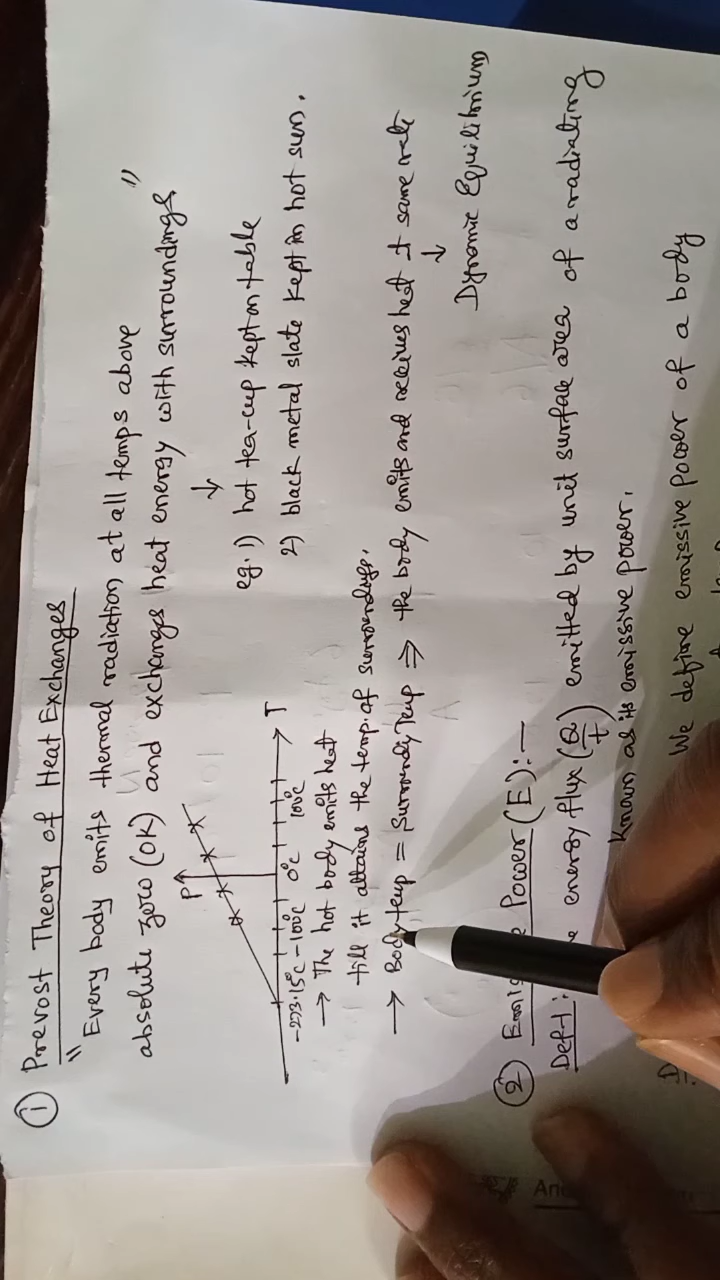 ① Prevost Theory of Heat Exchanges
"Every body emits thermal radiation at all temps above
absolute zero (0K) and exchanges heat energy with surroundings"
↓
eg. 1) hot tea-cup kept on table
2) black metal slate kept in hot sun.
P
-273.15°C -100°C 0°C 100°C T
→ The hot body emits heat
till it attains the temp. of surroundings.
→ Body temp = Surroundig Temp ⇒ the body emits and receives heat at same rate
↓
Dynamic Equilibrium
② Emis e Power (E):—
Defn: e energy flux (Q/t) emitted by unit surface area of a radiating
known as its emissive power.
We define emissive power of a body